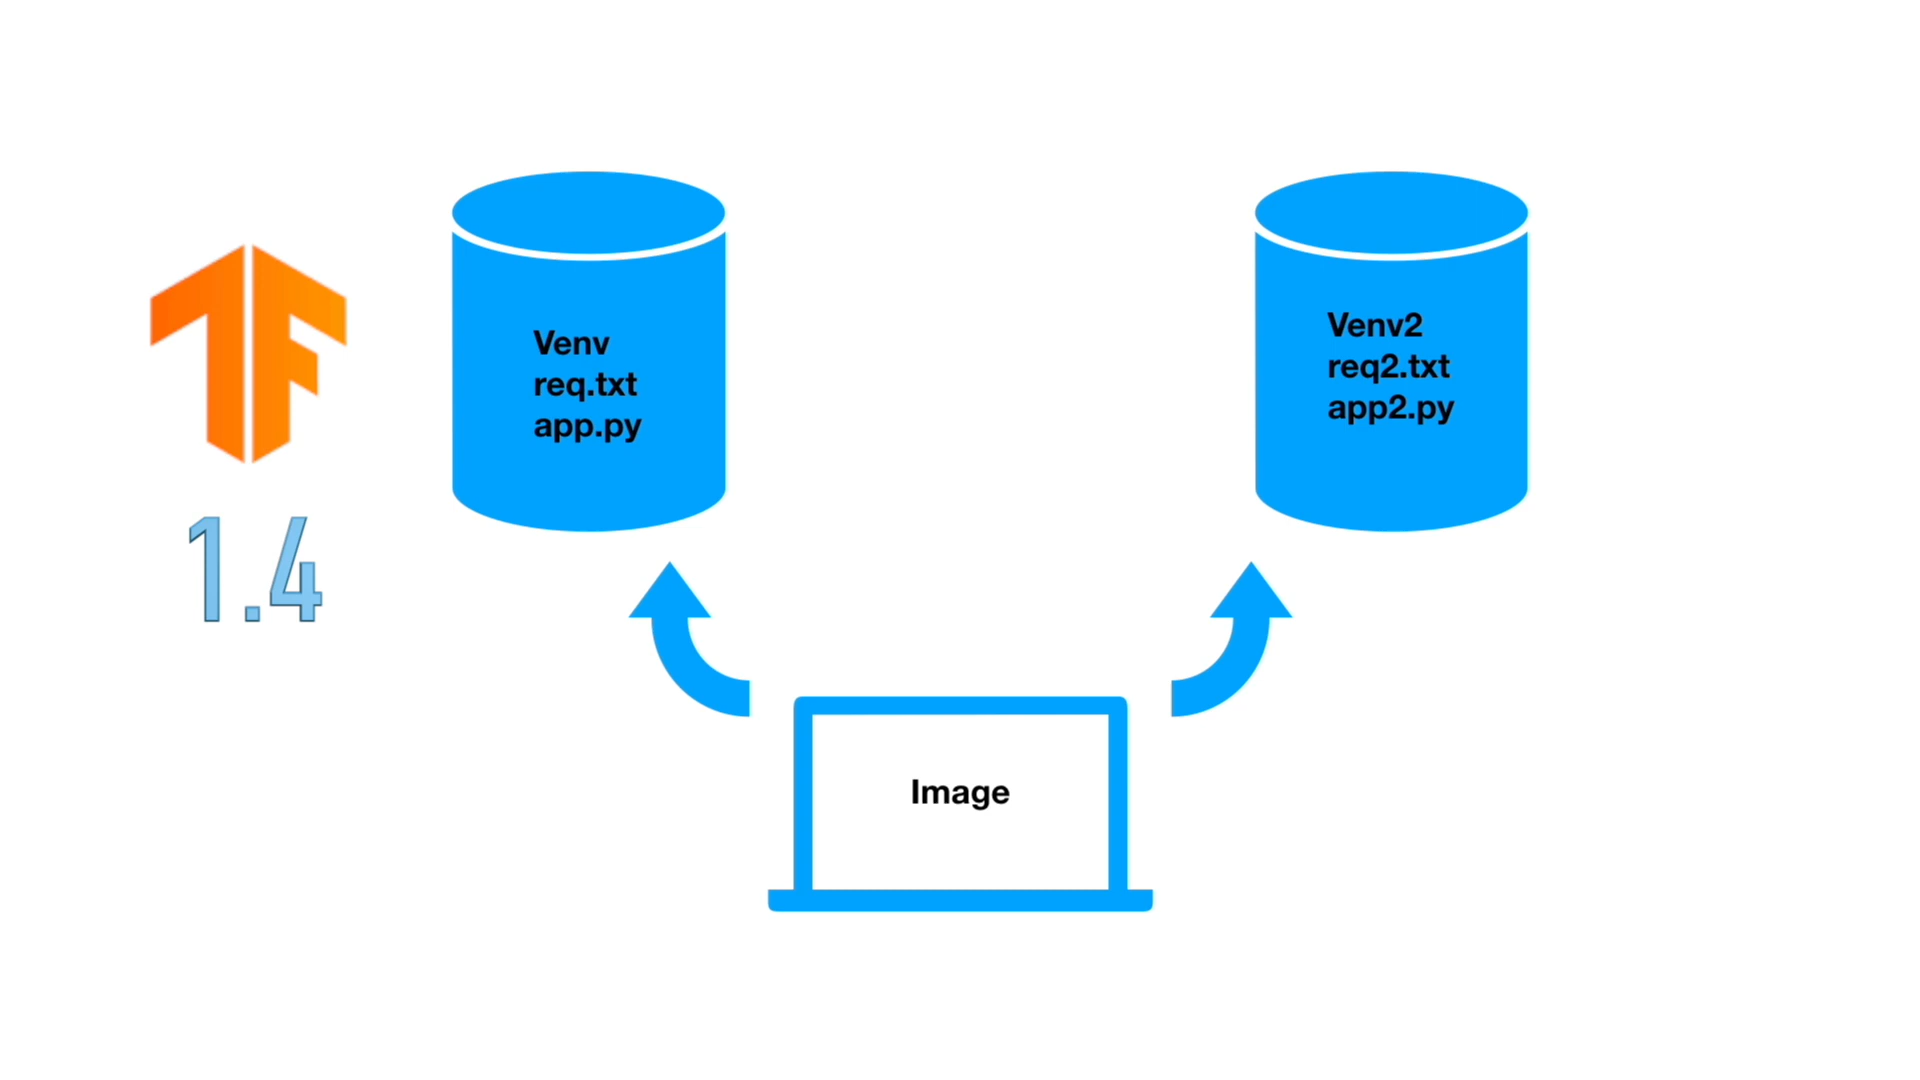 Venv
req.txt
app.py
Venv2
req2.txt
app2.py
1.4
Image